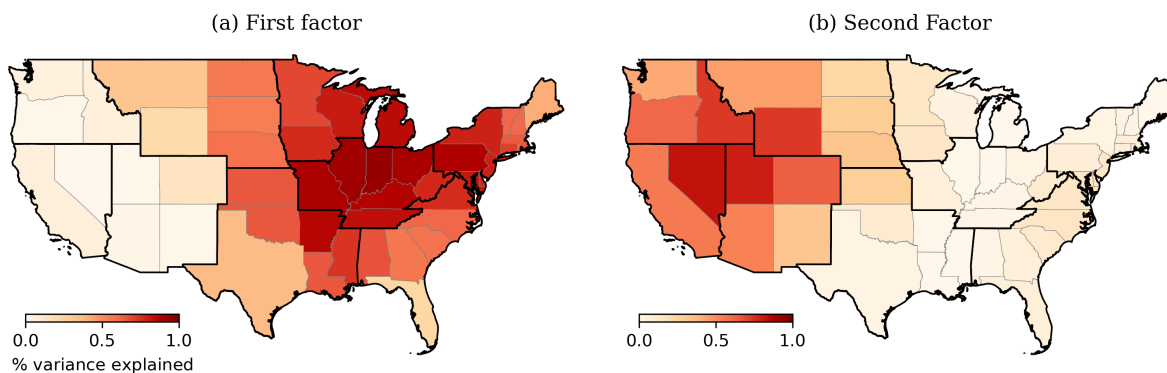 (a) First factor
(b) Second Factor
0.0 0.5 1.0
% variance explained
0.0 0.5 1.0